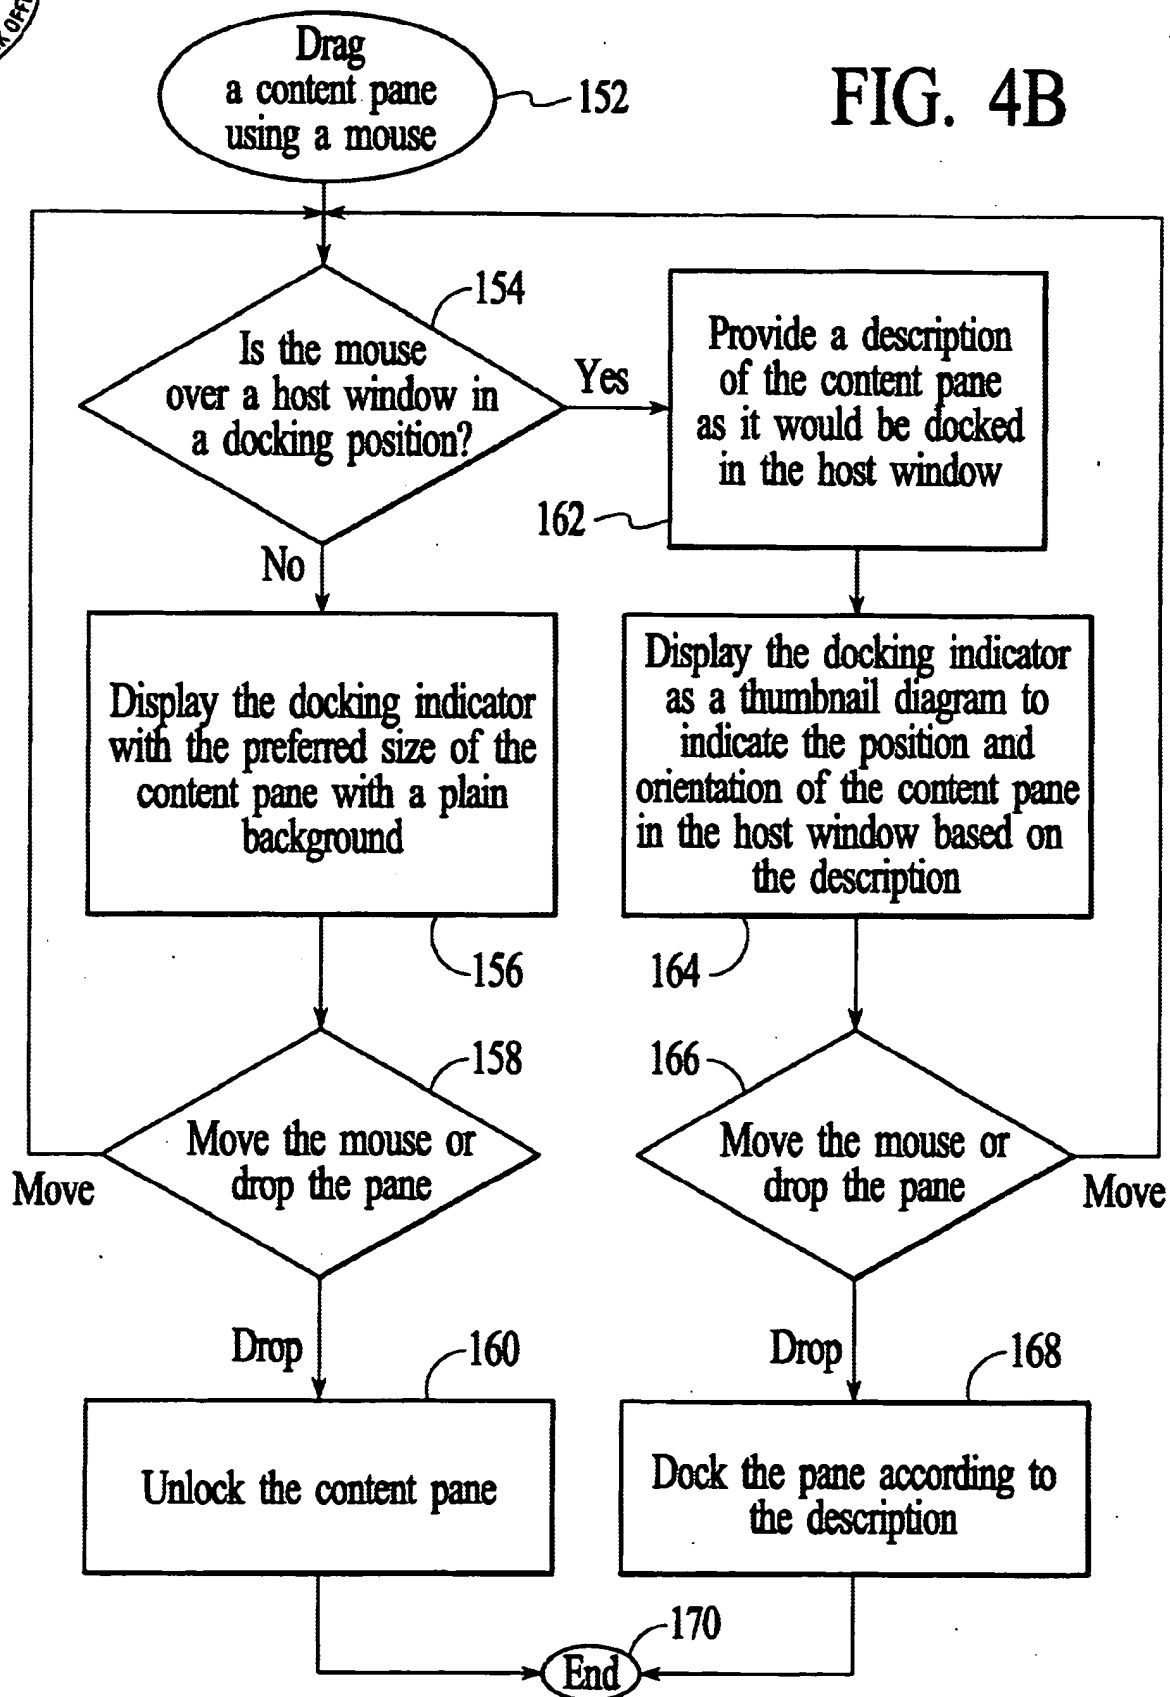 FIG. 4B
Drag
a content pane
using a mouse
152
154
Is the mouse
over a host window in
a docking position?
Yes
No
Provide a description
of the content pane
as it would be docked
in the host window
162
Display the docking indicator
with the preferred size of the
content pane with a plain
background
156
Display the docking indicator
as a thumbnail diagram to
indicate the position and
orientation of the content pane
in the host window based on
the description
164
158
Move the mouse or
drop the pane
Move
166
Move the mouse or
drop the pane
Move
Drop
160
Unlock the content pane
Drop
168
Dock the pane according to
the description
170
End